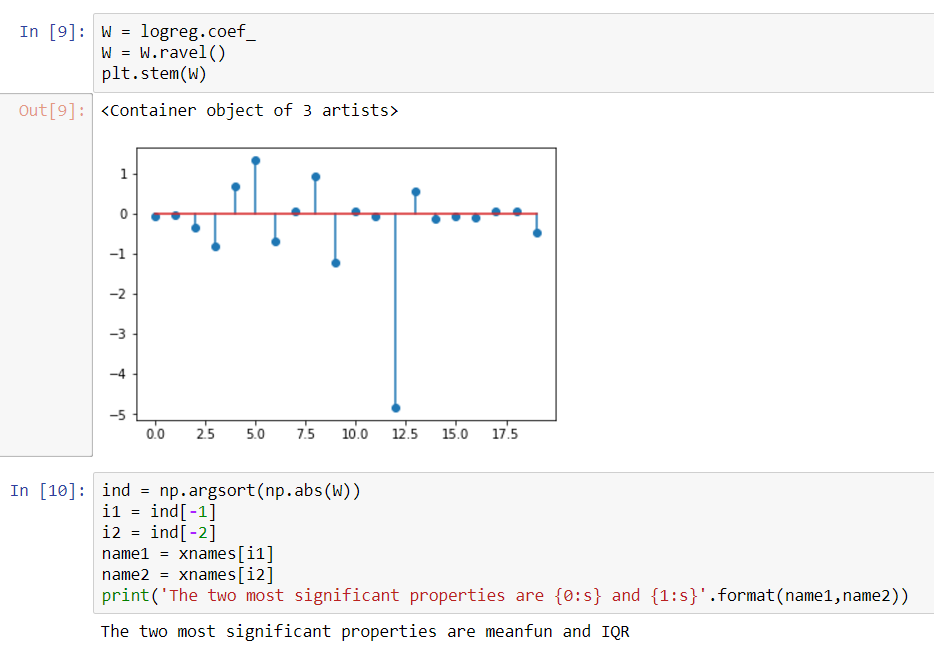 In [9]: W = logreg.coef_
W = W.ravel()
plt.stem(W)
Out[9]: <Container object of 3 artists>
1
0
−1
−2
−3
−4
−5
0.0 2.5 5.0 7.5 10.0 12.5 15.0 17.5
In [10]: ind = np.argsort(np.abs(W))
i1 = ind[-1]
i2 = ind[-2]
name1 = xnames[i1]
name2 = xnames[i2]
print('The two most significant properties are {0:s} and {1:s}'.format(name1,name2))
The two most significant properties are meanfun and IQR